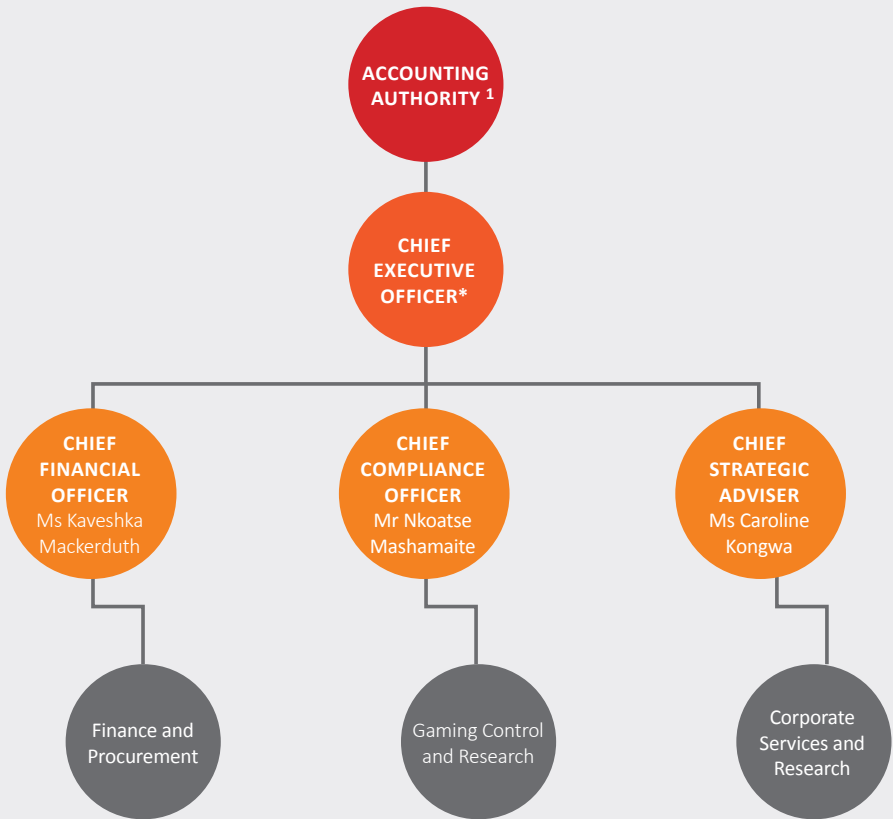 ACCOUNTING
AUTHORITY 1
CHIEF
EXECUTIVE
OFFICER*
CHIEF
FINANCIAL
OFFICER
Ms Kaveshka
Mackerduth
CHIEF
COMPLIANCE
OFFICER
Mr Nkoatse
Mashamaite
CHIEF
STRATEGIC
ADVISER
Ms Caroline
Kongwa
Finance and
Procurement
Gaming Control
and Research
Corporate
Services and
Research